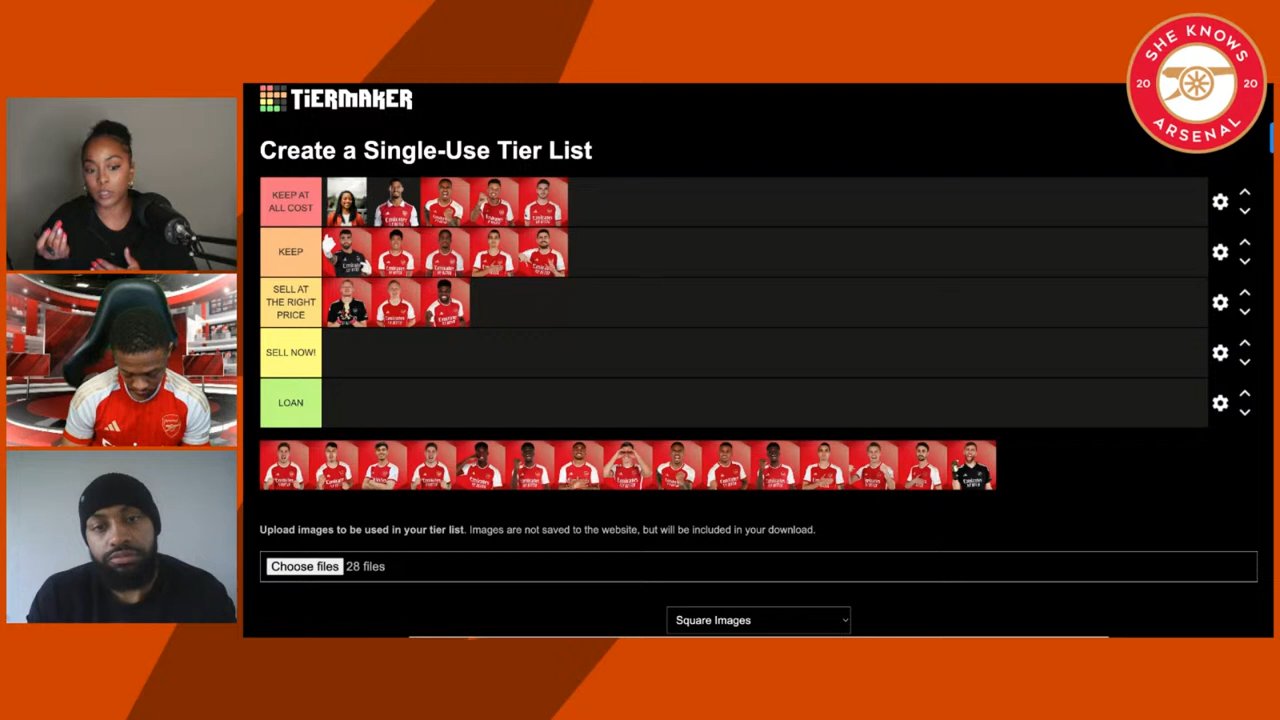 SHE KNOWS
20 20
ARSENAL
TiERMAKER
Create a Single-Use Tier List
KEEP AT
ALL COST
KEEP
SELL AT
THE RIGHT
PRICE
SELL NOW!
LOAN
Upload images to be used in your tier list. Images are not saved to the website, but will be included in your download.
Choose files 28 files
Square Images